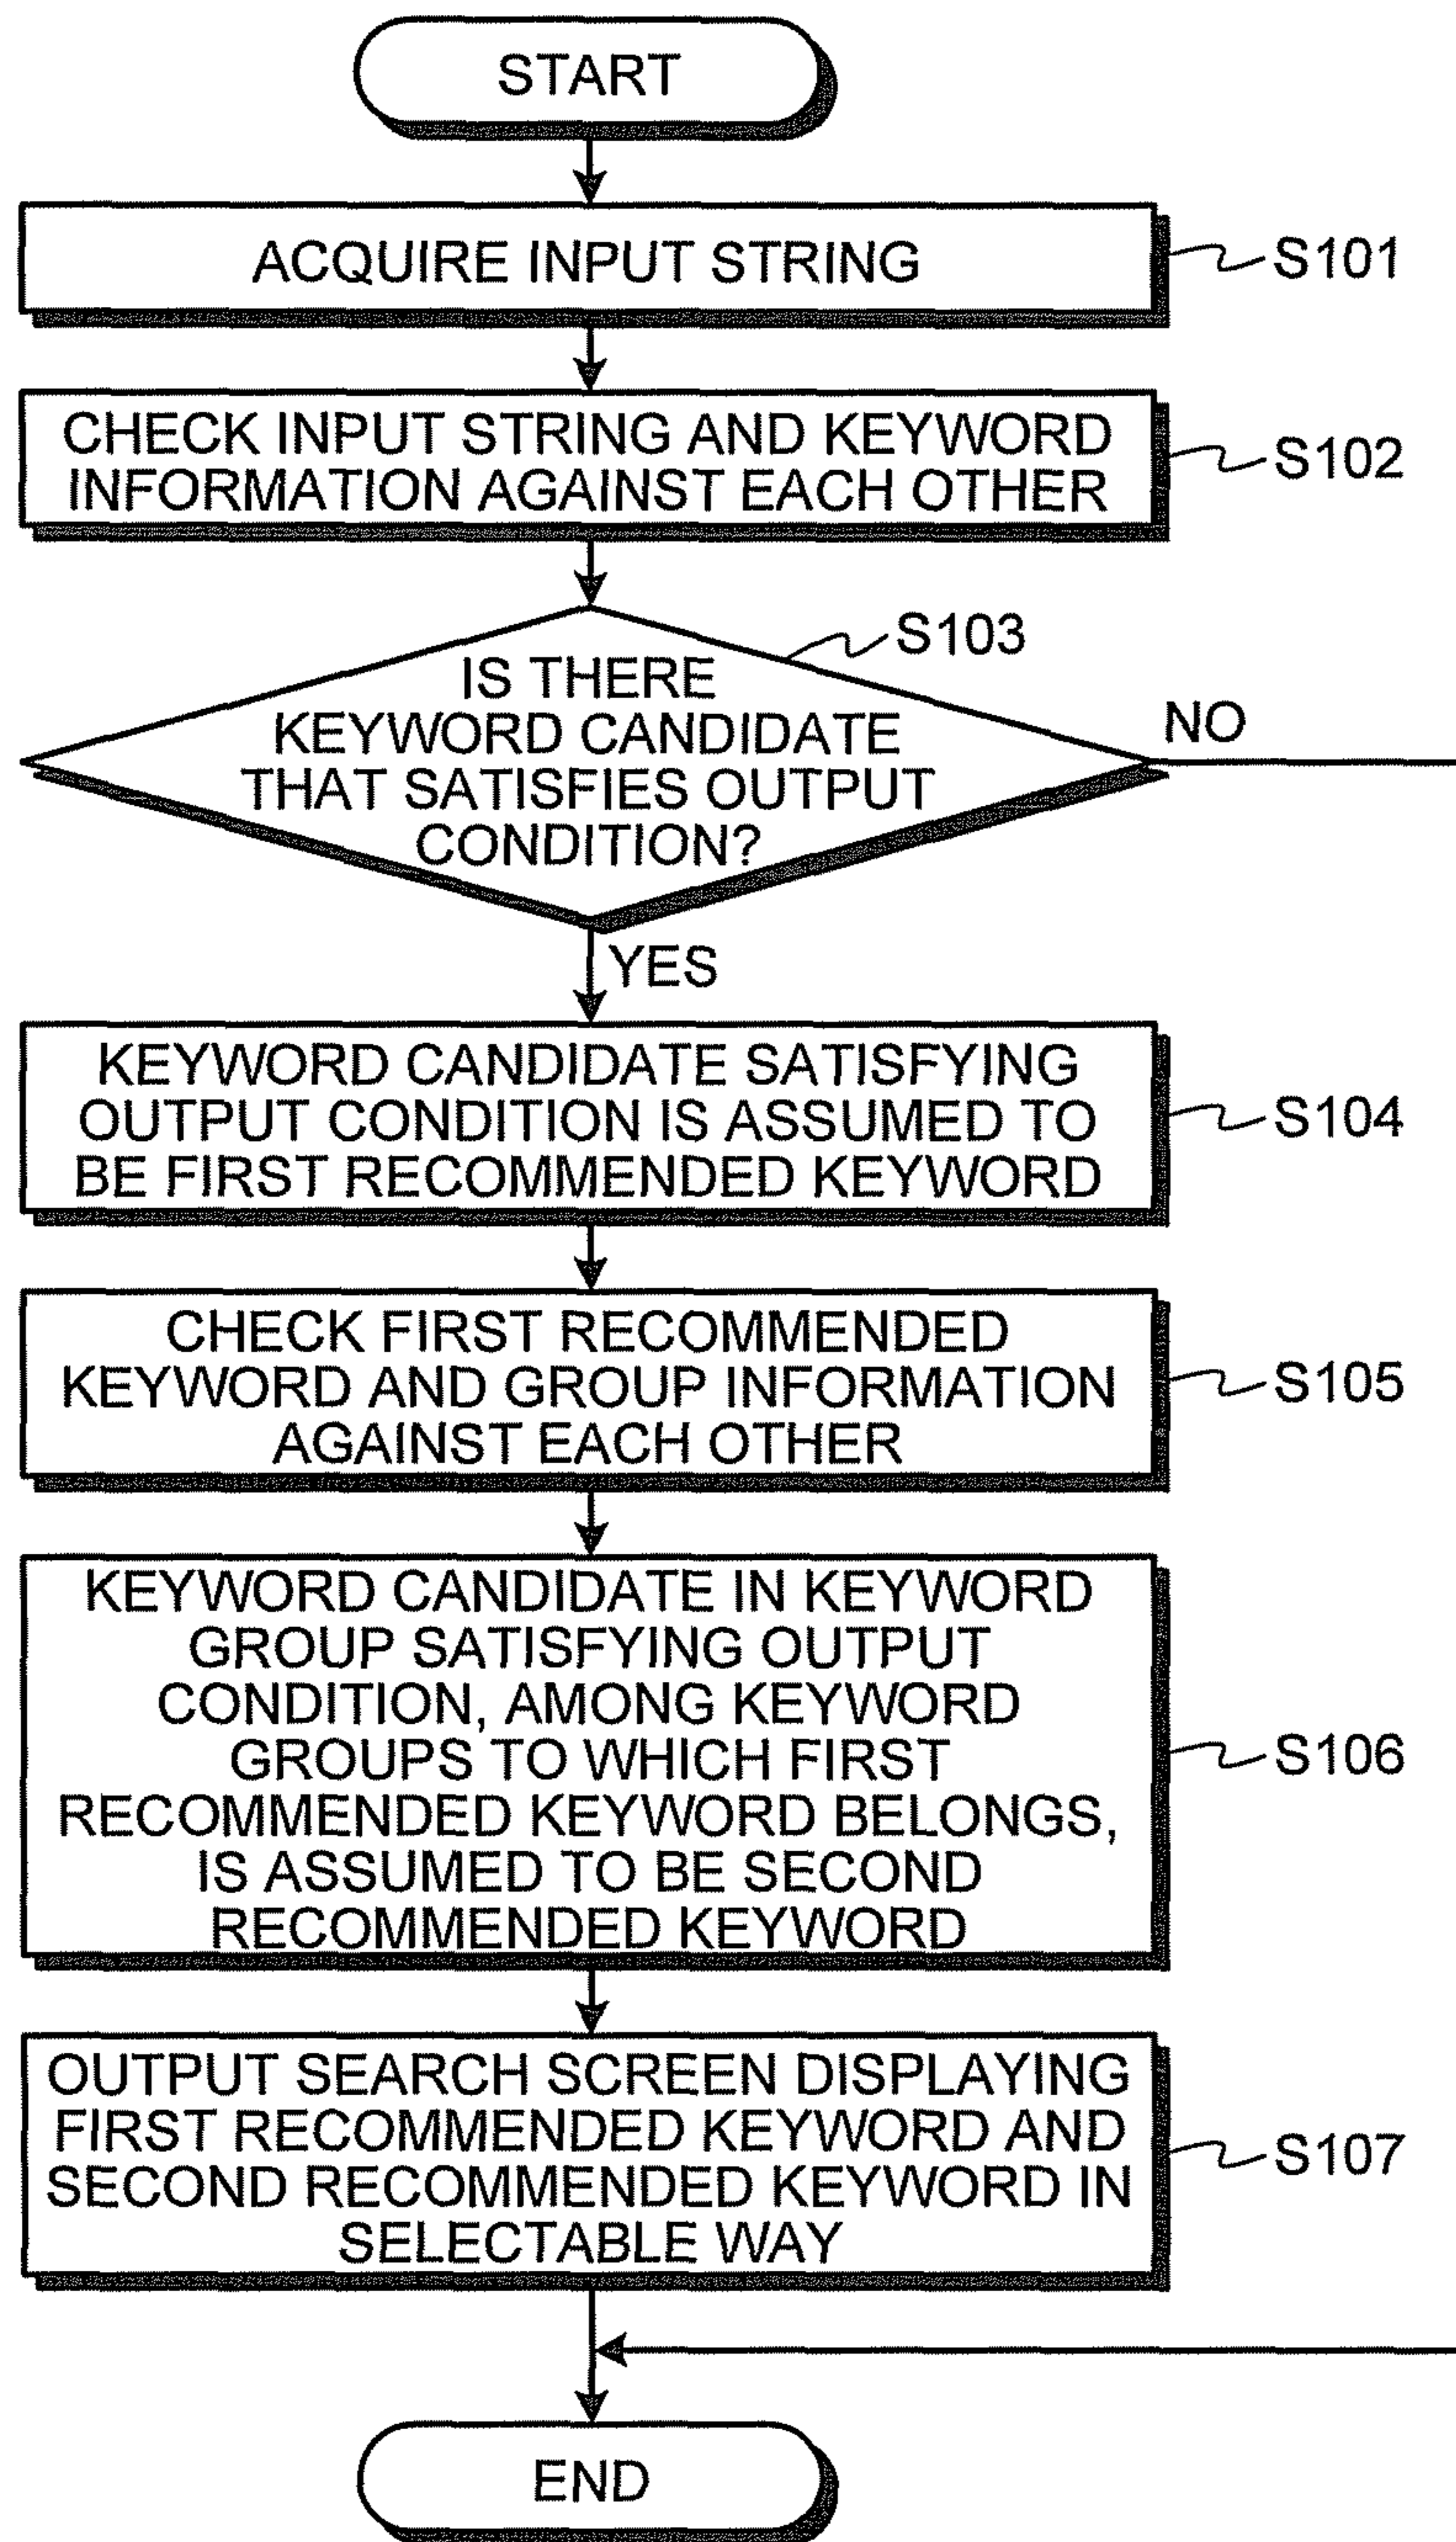 START
ACQUIRE INPUT STRING
S101
CHECK INPUT STRING AND KEYWORD
INFORMATION AGAINST EACH OTHER
S102
S103
IS THERE
KEYWORD CANDIDATE
THAT SATISFIES OUTPUT
CONDITION?
NO
YES
KEYWORD CANDIDATE SATISFYING
OUTPUT CONDITION IS ASSUMED TO
BE FIRST RECOMMENDED KEYWORD
S104
CHECK FIRST RECOMMENDED
KEYWORD AND GROUP INFORMATION
AGAINST EACH OTHER
S105
KEYWORD CANDIDATE IN KEYWORD
GROUP SATISFYING OUTPUT
CONDITION, AMONG KEYWORD
GROUPS TO WHICH FIRST
RECOMMENDED KEYWORD BELONGS,
IS ASSUMED TO BE SECOND
RECOMMENDED KEYWORD
S106
OUTPUT SEARCH SCREEN DISPLAYING
FIRST RECOMMENDED KEYWORD AND
SECOND RECOMMENDED KEYWORD IN
SELECTABLE WAY
S107
END